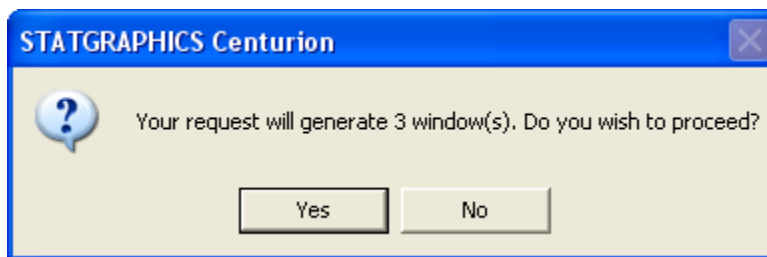 STATGRAPHICS Centurion
Your request will generate 3 window(s). Do you wish to proceed?
Yes
No